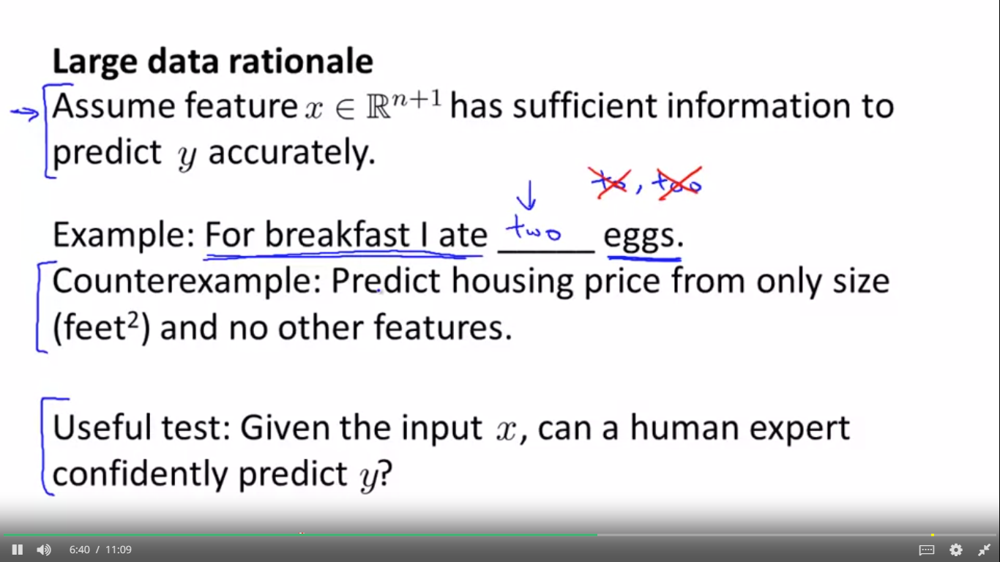 Large data rationale
Assume feature x ∈ ℝⁿ⁺¹ has sufficient information to
predict y accurately.
to, too
Example: For breakfast I ate two eggs.
Counterexample: Predict housing price from only size
(feet²) and no other features.
Useful test: Given the input x, can a human expert
confidently predict y?
6:40 / 11:09